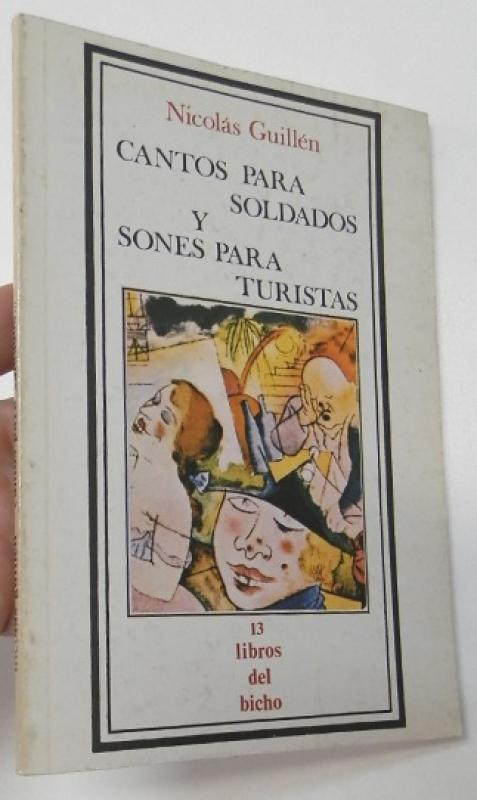 Nicolás Guillén
CANTOS PARA
SOLDADOS
Y
SONES PARA
TURISTAS
13
libros
del
bicho